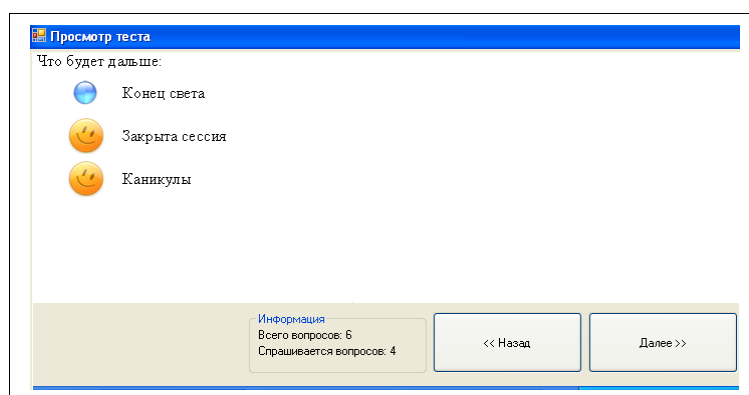 Просмотр теста
Что будет дальше:
Конец света
Закрыта сессия
Каникулы
Информация
Всего вопросов: 6
Спрашивается вопросов: 4
<< Назад
Далее >>